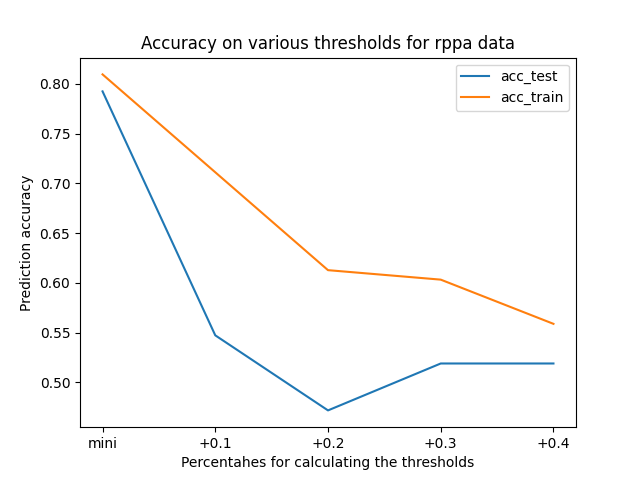 Accuracy on various thresholds for rppa data
acc_test
acc_train
0.80
0.75
0.70
0.65
0.60
0.55
0.50
Prediction accuracy
mini
+0.1
+0.2
+0.3
+0.4
Percentahes for calculating the thresholds